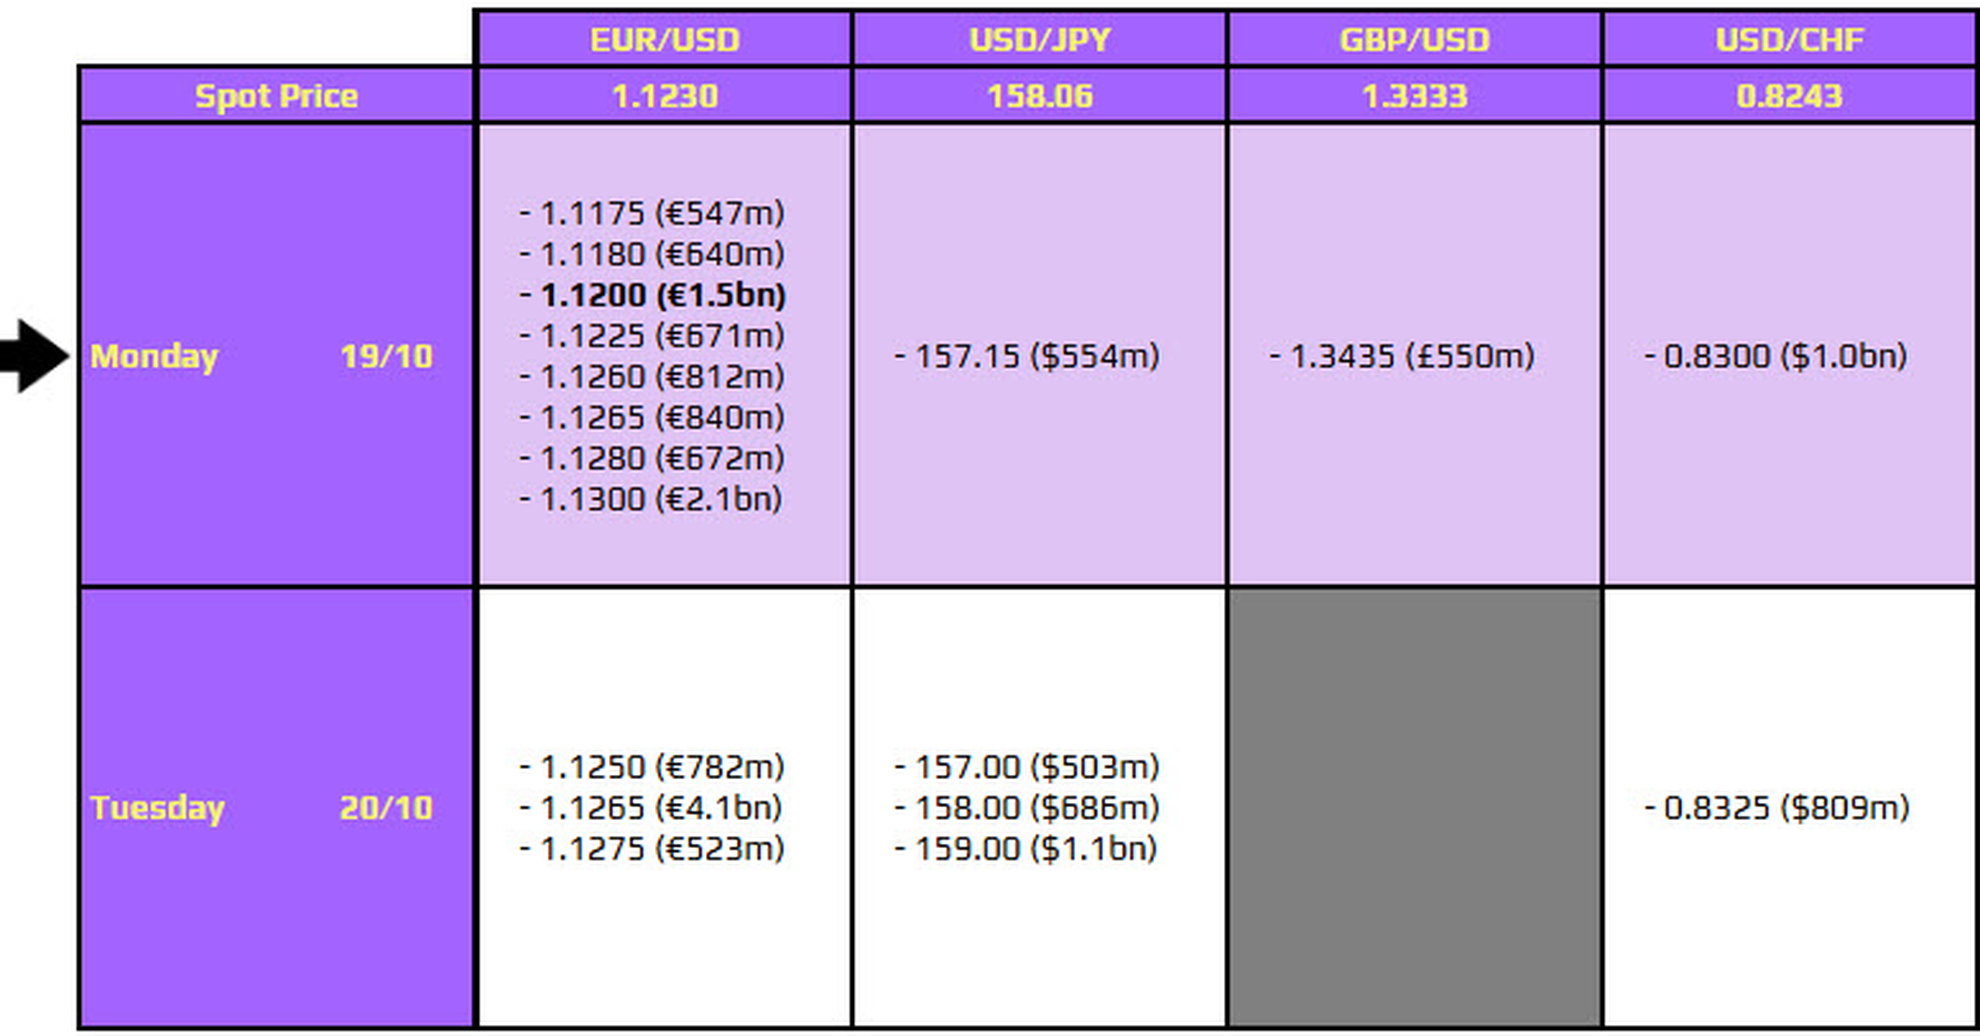 EUR/USD USD/JPY GBP/USD USD/CHF
Spot Price 1.1230 158.06 1.3333 0.8243
Monday 19/10
- 1.1175 (€547m)
- 1.1180 (€640m)
- 1.1200 (€1.5bn)
- 1.1225 (€671m)
- 1.1260 (€812m)
- 1.1265 (€840m)
- 1.1280 (€672m)
- 1.1300 (€2.1bn)
- 157.15 ($554m)
- 1.3435 (£550m)
- 0.8300 ($1.0bn)
Tuesday 20/10
- 1.1250 (€782m)
- 1.1265 (€4.1bn)
- 1.1275 (€523m)
- 157.00 ($503m)
- 158.00 ($686m)
- 159.00 ($1.1bn)
- 0.8325 ($809m)